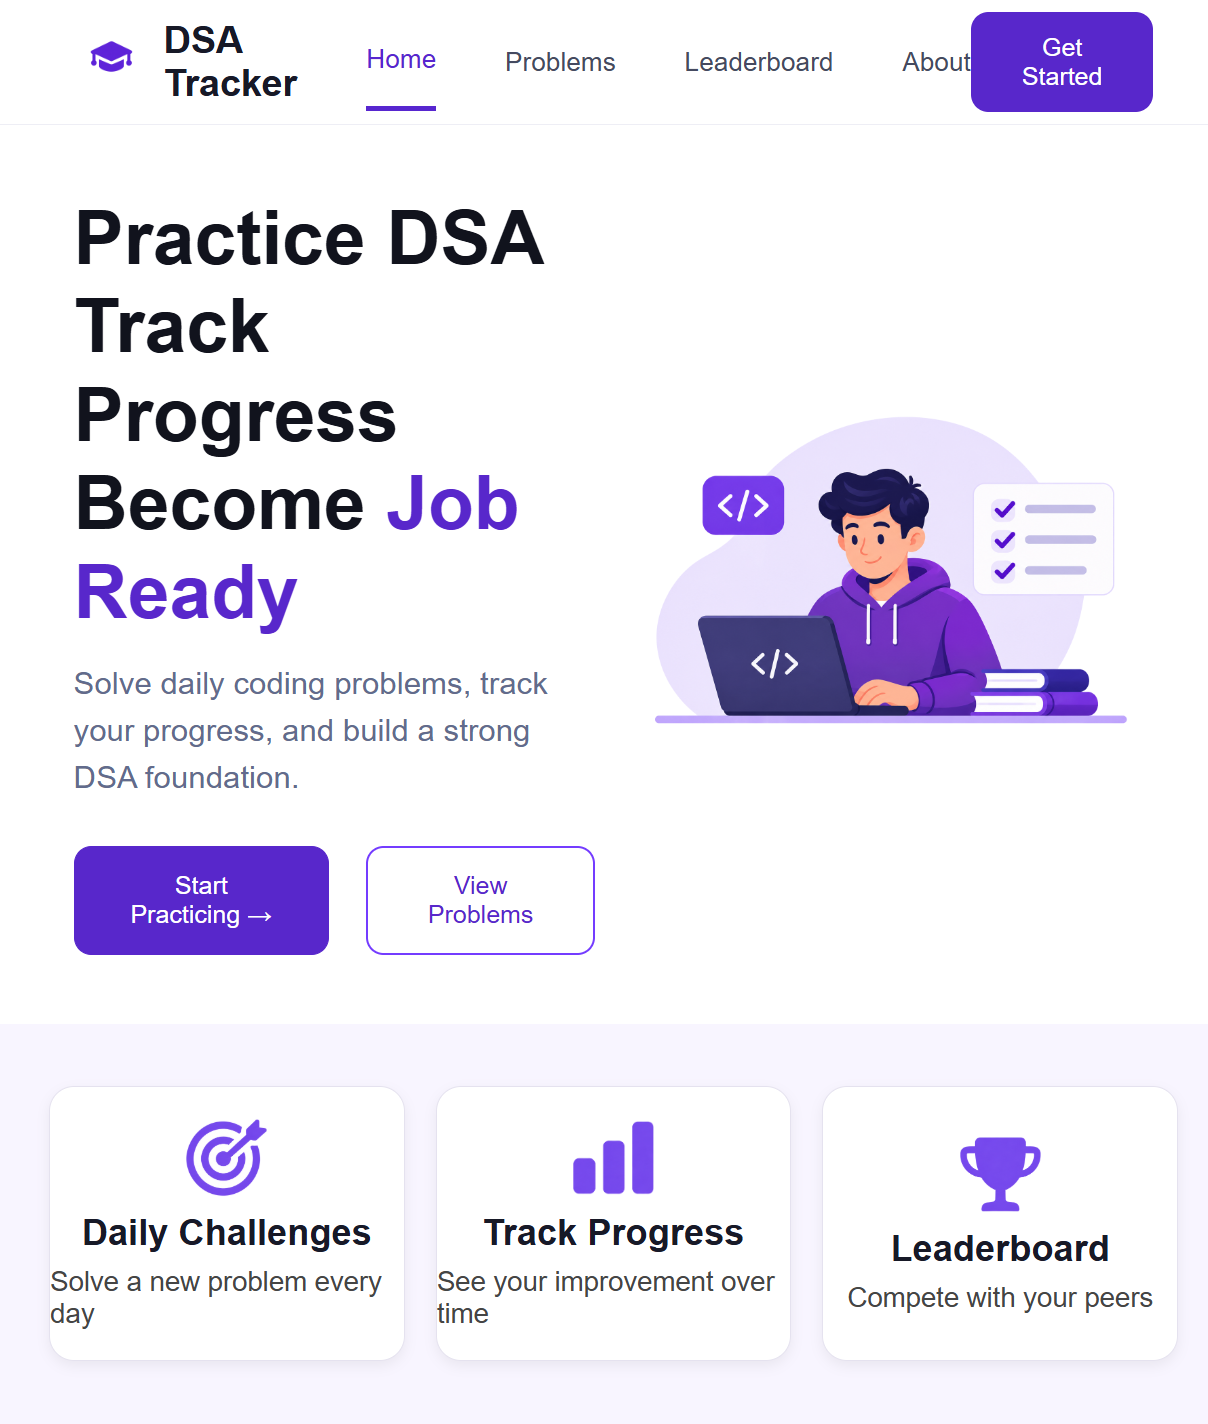 DSA
Tracker
Home
Problems
Leaderboard
About
Get
Started
Practice DSA
Track
Progress
Become Job
Ready
Solve daily coding problems, track
your progress, and build a strong
DSA foundation.
Start
Practicing →
View
Problems
</>
</>
Daily Challenges
Solve a new problem every
day
Track Progress
See your improvement over
time
Leaderboard
Compete with your peers